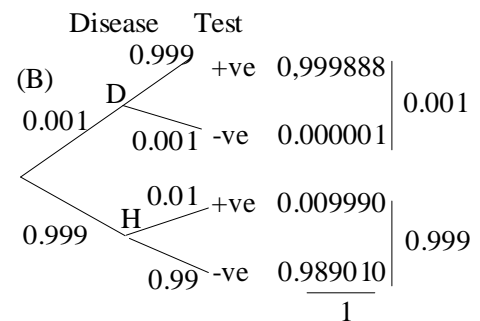 Disease Test
0.999 +ve 0,999888
(B) D 0.001
0.001 0.001 -ve 0.000001
0.01 +ve 0.009990
H
0.999 0.999
0.99 -ve 0.989010
1